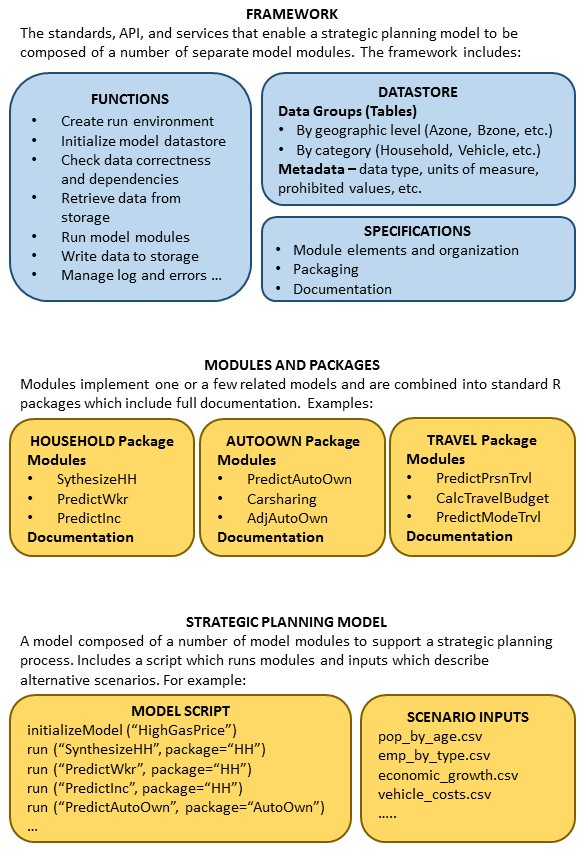 FRAMEWORK
The standards, API, and services that enable a strategic planning model to be
composed of a number of separate model modules. The framework includes:
FUNCTIONS
• Create run environment
• Initialize model datastore
• Check data correctness
and dependencies
• Retrieve data from
storage
• Run model modules
• Write data to storage
• Manage log and errors ...
DATASTORE
Data Groups (Tables)
• By geographic level (Azone, Bzone, etc.)
• By category (Household, Vehicle, etc.)
Metadata – data type, units of measure,
prohibited values, etc.
SPECIFICATIONS
• Module elements and organization
• Packaging
• Documentation
MODULES AND PACKAGES
Modules implement one or a few related models and are combined into standard R
packages which include full documentation. Examples:
HOUSEHOLD Package
Modules
• SythesizeHH
• PredictWkr
• PredictInc
Documentation
AUTOOWN Package
Modules
• PredictAutoOwn
• Carsharing
• AdjAutoOwn
Documentation
TRAVEL Package
Modules
• PredictPrsnTrvl
• CalcTravelBudget
• PredictModeTrvl
Documentation
STRATEGIC PLANNING MODEL
A model composed of a number of model modules to support a strategic planning
process. Includes a script which runs modules and inputs which describe
alternative scenarios. For example:
MODEL SCRIPT
initializeModel (“HighGasPrice”)
run (“SynthesizeHH”, package=“HH”)
run (“PredictWkr”, package=“HH”)
run (“PredictInc”, package=“HH”)
run (“PredictAutoOwn”, package=“AutoOwn”)
...
SCENARIO INPUTS
pop_by_age.csv
emp_by_type.csv
economic_growth.csv
vehicle_costs.csv
.....